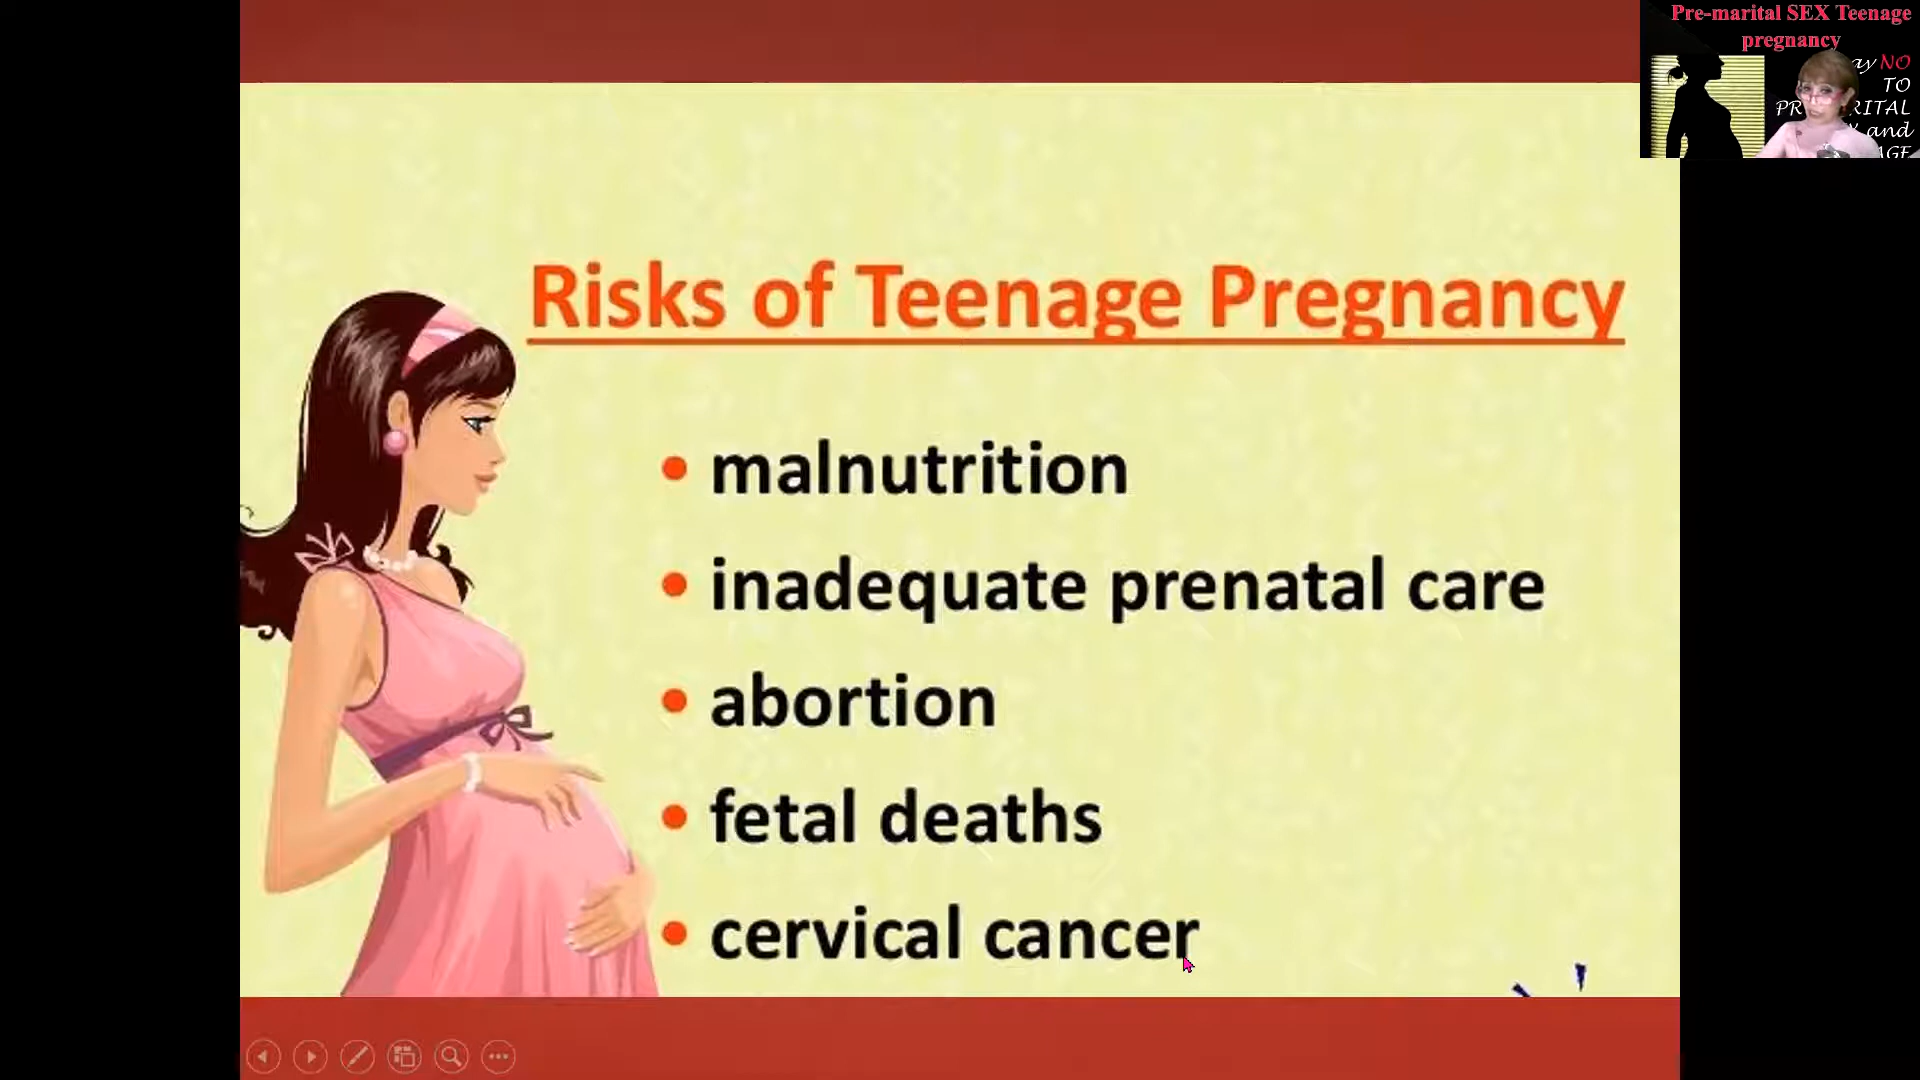 Pre-marital SEX Teenage
pregnancy
NO
TO
and
Risks of Teenage Pregnancy
• malnutrition
• inadequate prenatal care
• abortion
• fetal deaths
• cervical cancer